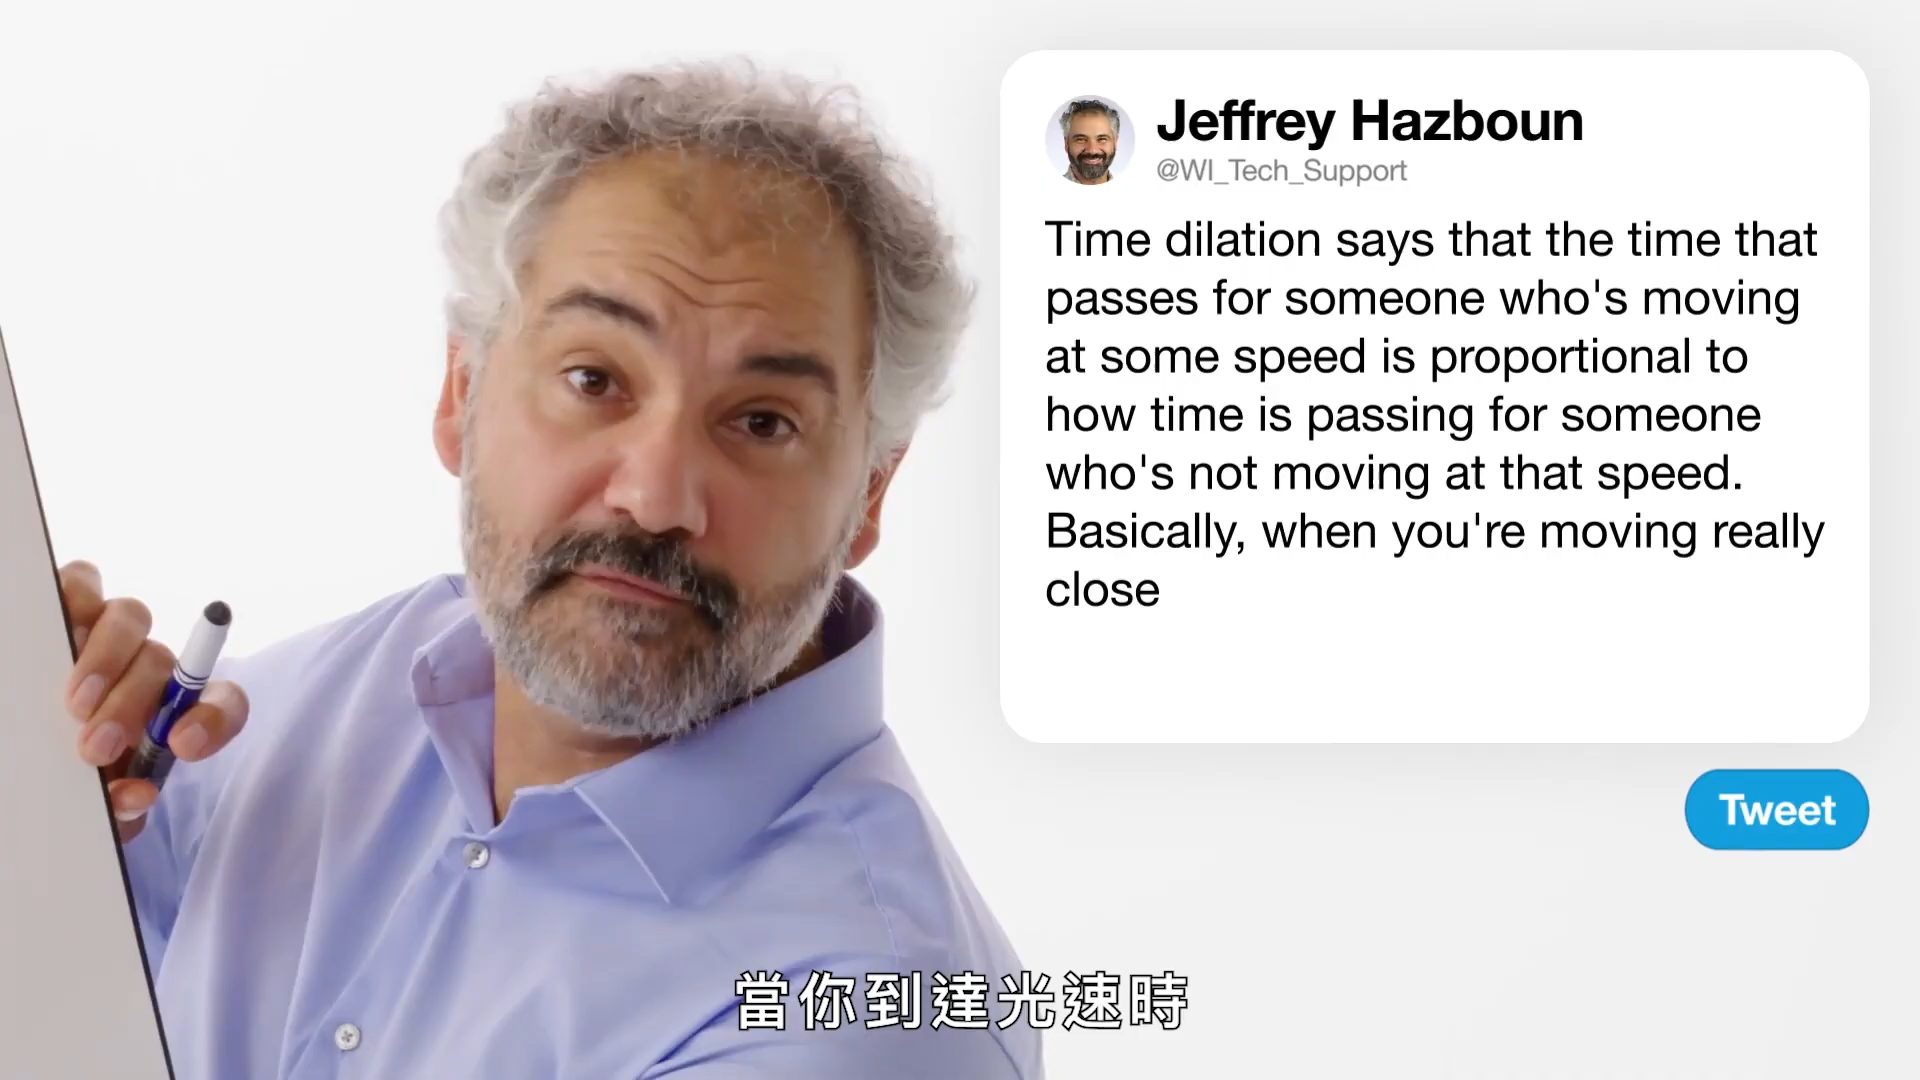 Jeffrey Hazboun
@WI_Tech_Support
Time dilation says that the time that
passes for someone who's moving
at some speed is proportional to
how time is passing for someone
who's not moving at that speed.
Basically, when you're moving really
close
Tweet
當你到達光速時